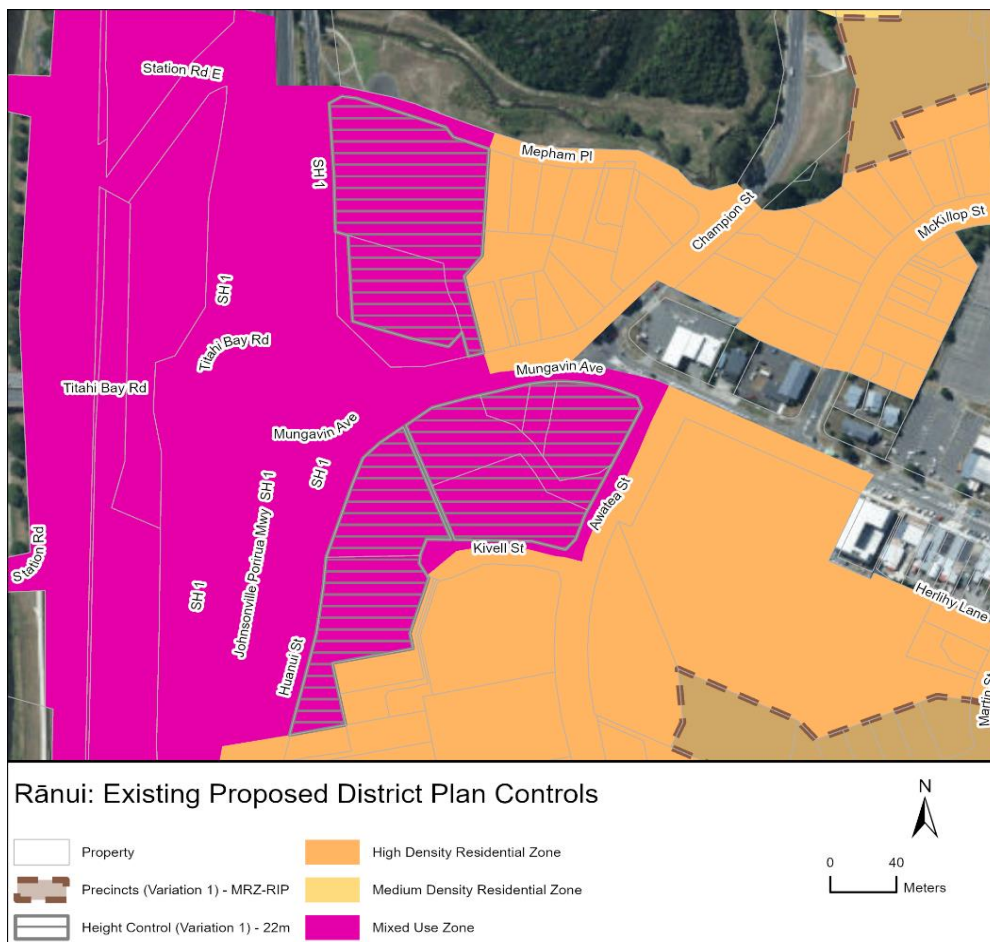 Station Rd E
SH 1
Mepham Pl
Champion St
McKillop St
SH 1
Titahi Bay Rd
Titahi Bay Rd
Mungavin Ave
Mungavin Ave
SH 1
SH 1
Johnsonville Porirua Mwy
Awatea St
Kivell St
Station Rd
SH 1
Huanui St
Herlihy Lane
Martin St
Rānui: Existing Proposed District Plan Controls
N
Property
High Density Residential Zone
Precincts (Variation 1) - MRZ-RIP
Medium Density Residential Zone
0 40
Meters
Height Control (Variation 1) - 22m
Mixed Use Zone